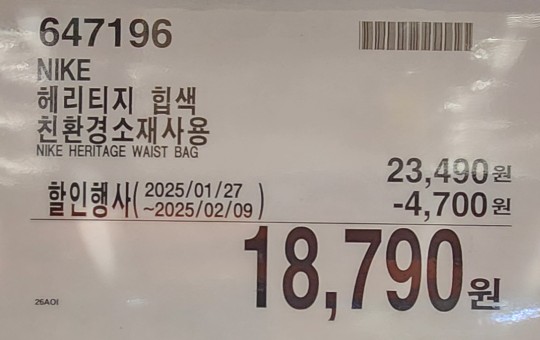 647196
NIKE
헤리티지 힙색
친환경소재사용
NIKE HERITAGE WAIST BAG
23,490원
할인행사( 2025/01/27
~2025/02/09 )
-4,700원
18,790원
26AOI